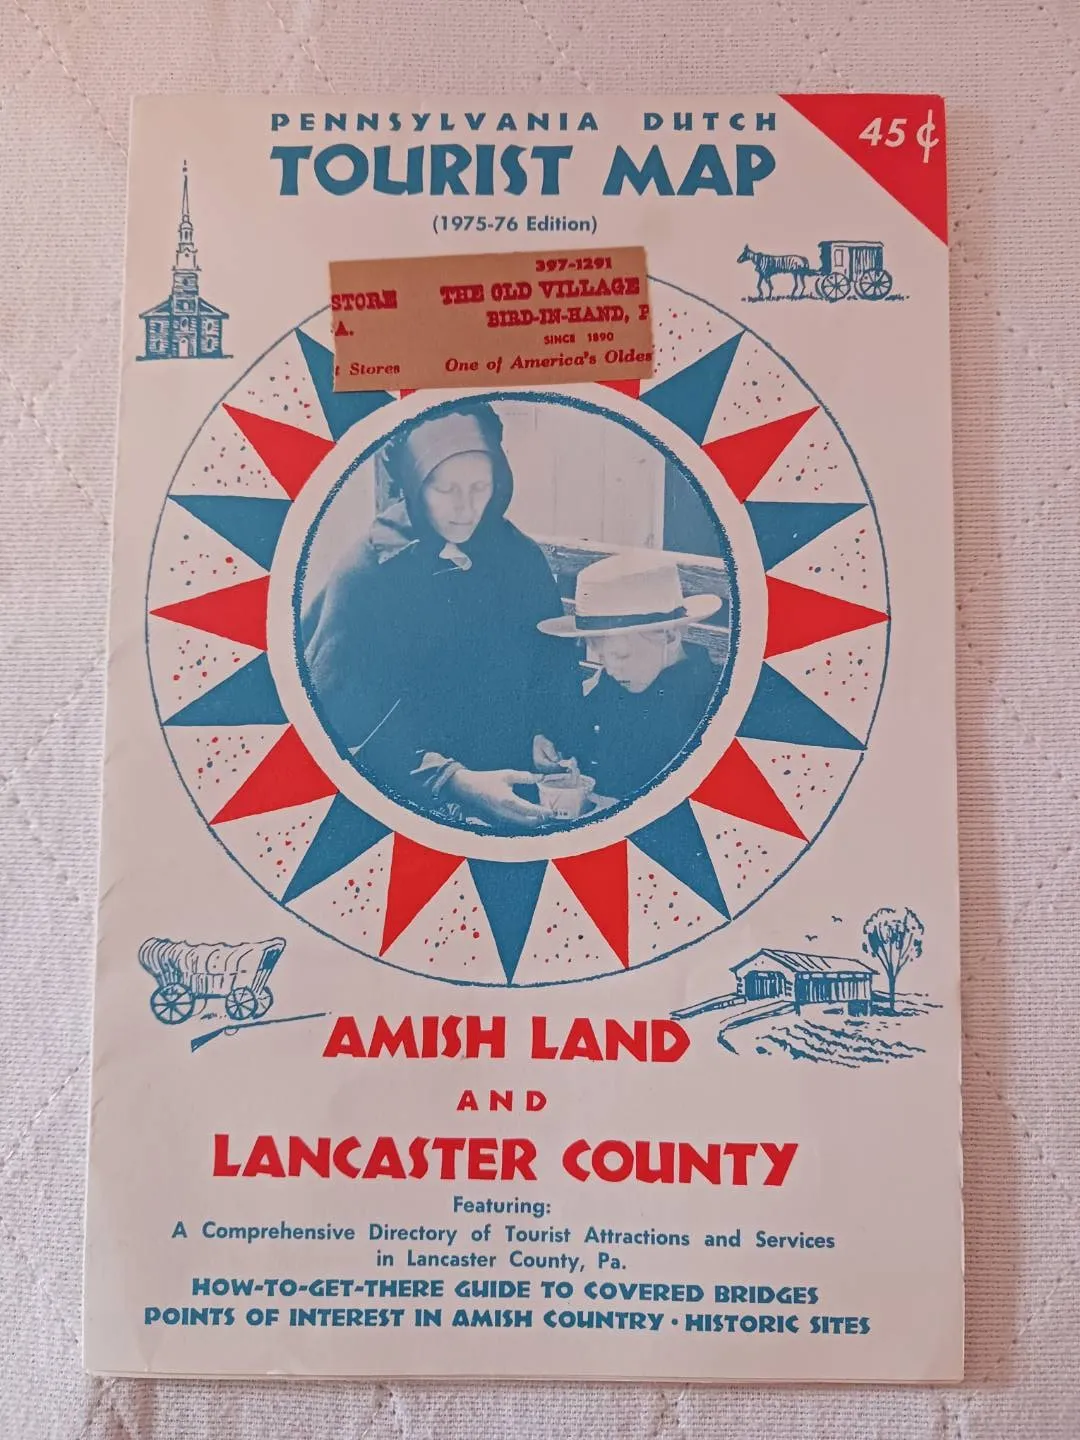 PENNSYLVANIA DUTCH
TOURIST MAP
(1975-76 Edition)
45 ¢
397-1291
STORE THE OLD VILLAGE
A. BIRD-IN-HAND, P
SINCE 1890
t Stores One of America's Oldes
AMISH LAND
AND
LANCASTER COUNTY
Featuring:
A Comprehensive Directory of Tourist Attractions and Services
in Lancaster County, Pa.
HOW-TO-GET-THERE GUIDE TO COVERED BRIDGES
POINTS OF INTEREST IN AMISH COUNTRY • HISTORIC SITES